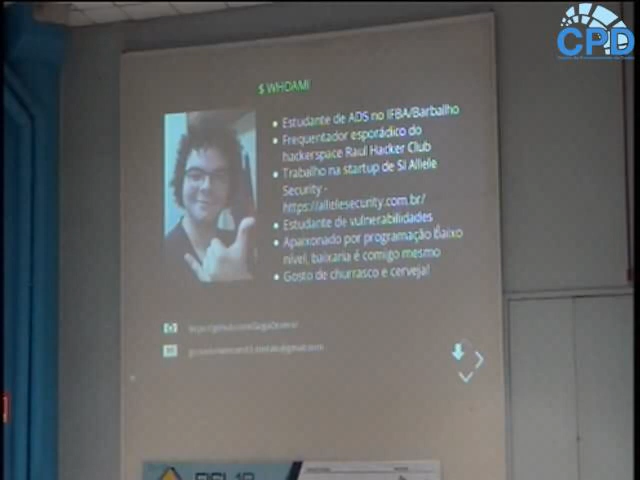 CPD
$ WHOAMI
● Estudante de ADS no IFBA/Barbalho
● Frequentador esporádico do
hackerspace Raul Hacker Club
● Trabalho na startup de SI Allele
Security -
https://allelesecurity.com.br/
● Estudante de vulnerabilidades
● Apaixonado por programação Baixo
nível, baixaria é comigo mesmo
● Gosto de churrasco e cerveja!